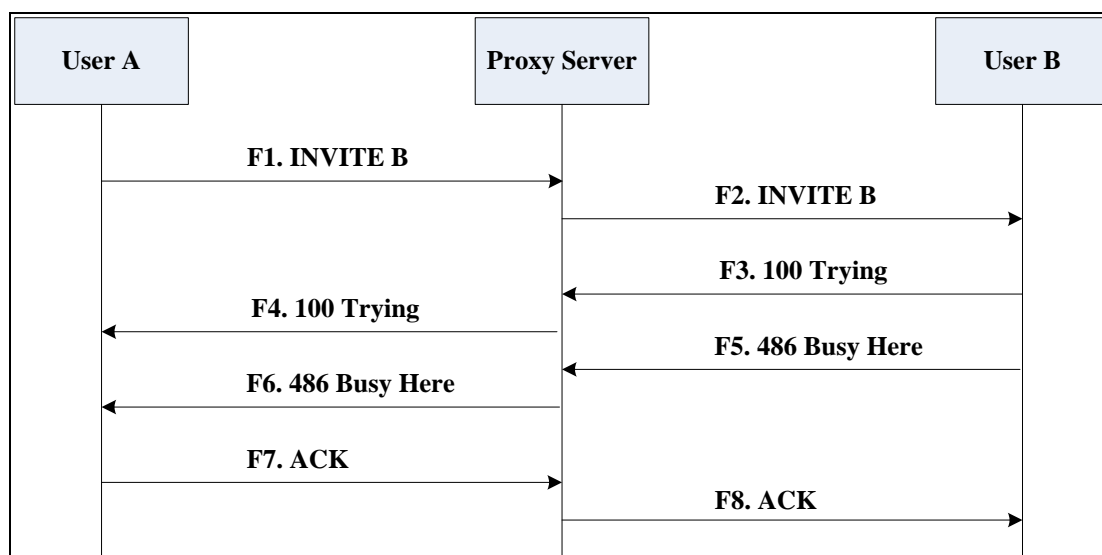 User A
Proxy Server
User B
F1. INVITE B
F2. INVITE B
F3. 100 Trying
F4. 100 Trying
F5. 486 Busy Here
F6. 486 Busy Here
F7. ACK
F8. ACK